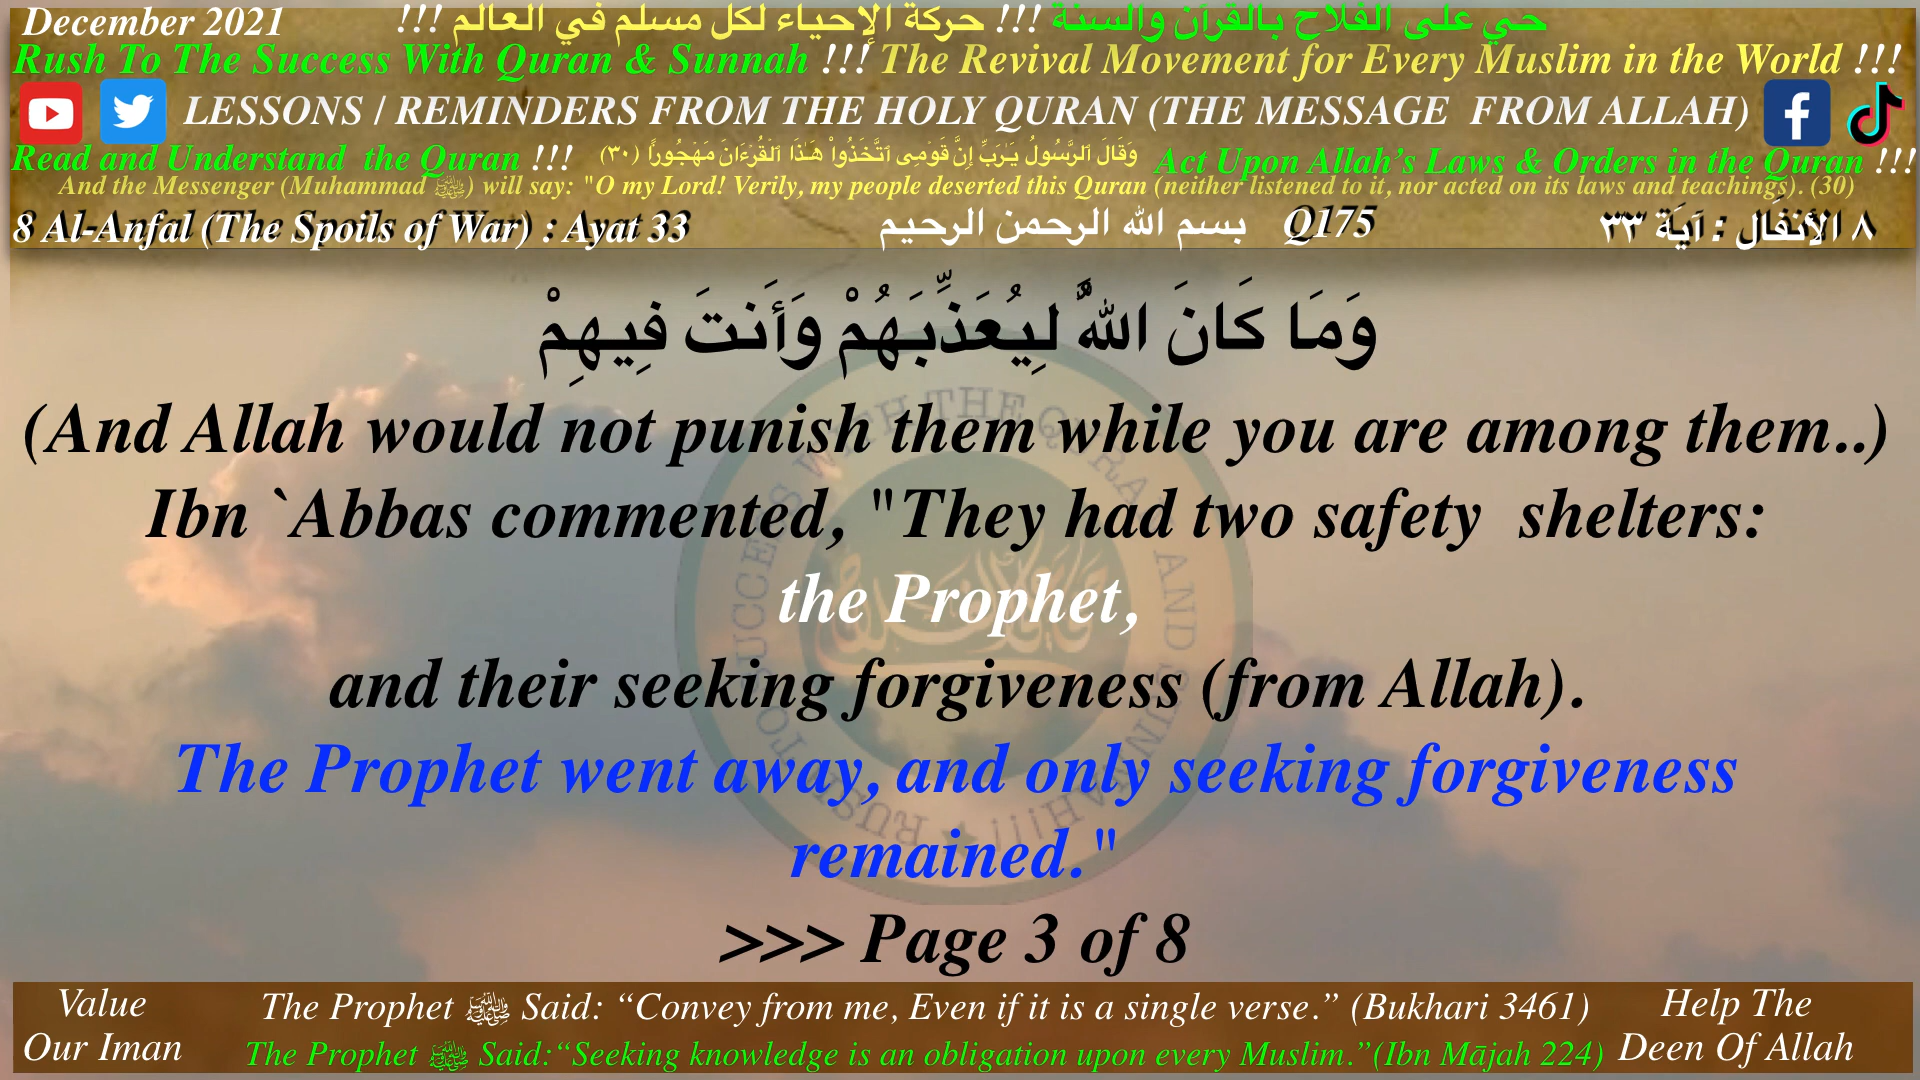 December 2021 !!! حركة الإحياء لكل مسلم في العالم !!! حي على الفلاح بالقرآن والسنة
Rush To The Success With Quran & Sunnah !!! The Revival Movement for Every Muslim in the World !!!
LESSONS / REMINDERS FROM THE HOLY QURAN (THE MESSAGE FROM ALLAH)
Read and Understand the Quran !!! وَقَالَ ٱلرَّسُولُ يَـٰرَبِّ إِنَّ قَوْمِى ٱتَّخَذُوا۟ هَـٰذَا ٱلْقُرْءَانَ مَهْجُورًا (٣٠) Act Upon Allah’s Laws & Orders in the Quran !!!
And the Messenger (Muhammad ﷺ) will say: "O my Lord! Verily, my people deserted this Quran (neither listened to it, nor acted on its laws and teachings). (30)
8 Al-Anfal (The Spoils of War) : Ayat 33 بسم الله الرحمن الرحيم Q175 ٨ الأنفَال : آيَة ٣٣
وَمَا كَانَ اللَّهُ لِيُعَذِّبَهُمْ وَأَنتَ فِيهِمْ
(And Allah would not punish them while you are among them..)
Ibn `Abbas commented, "They had two safety shelters:
the Prophet,
and their seeking forgiveness (from Allah).
The Prophet went away, and only seeking forgiveness
remained."
>>> Page 3 of 8
RUSH TO SUCCESS WITH THE QURAN AND SUNNAH!!!
Value
Our Iman
The Prophet ﷺ Said: “Convey from me, Even if it is a single verse.” (Bukhari 3461)
The Prophet ﷺ Said:“Seeking knowledge is an obligation upon every Muslim.”(Ibn Mājah 224)
Help The
Deen Of Allah